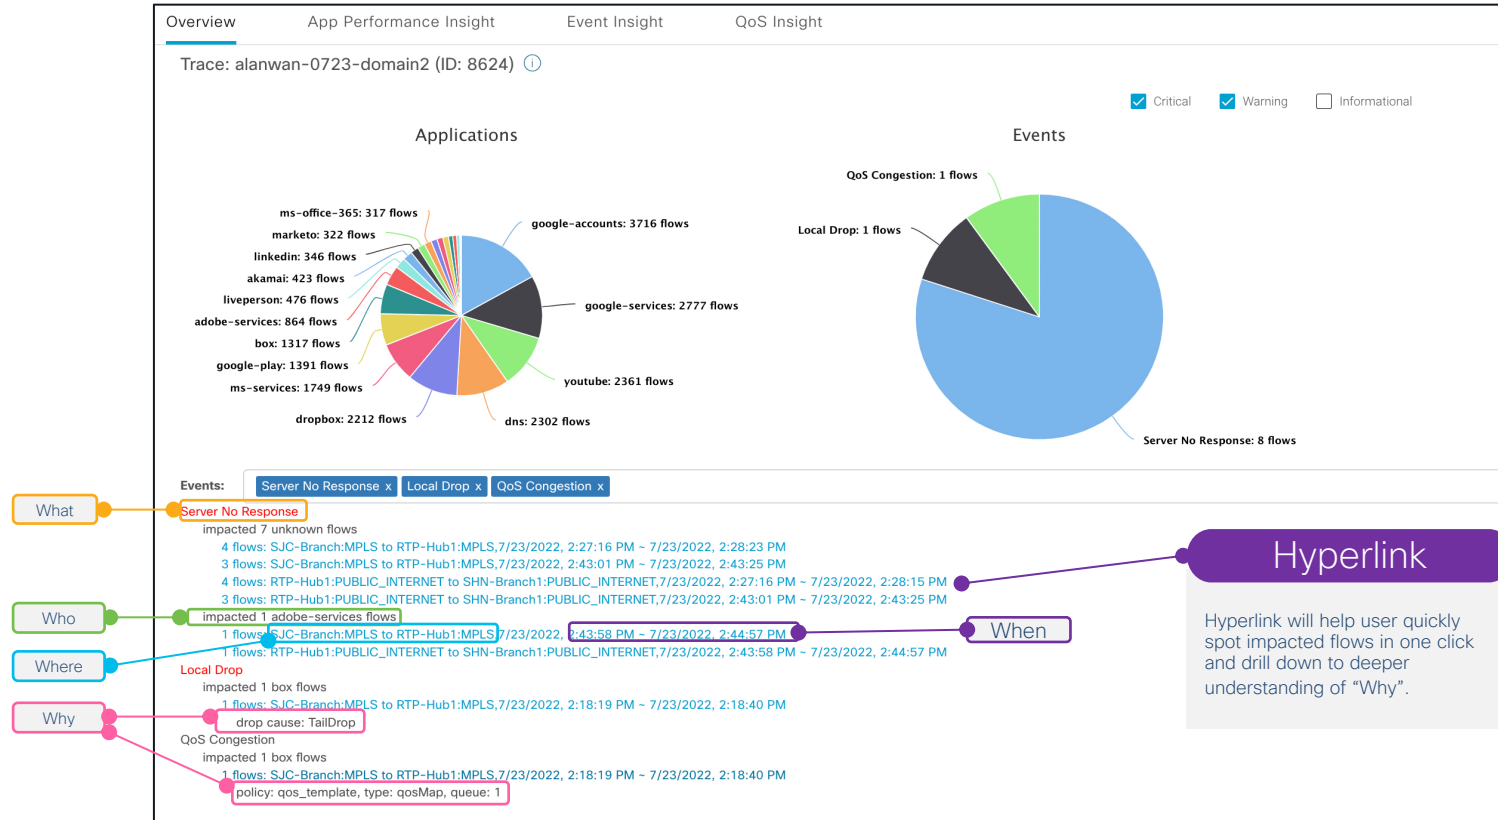 Overview
App Performance Insight
Event Insight
QoS Insight
Trace: alanwan-0723-domain2 (ID: 8624) i
Critical
Warning
Informational
Applications
ms-office-365: 317 flows
marketo: 322 flows
linkedin: 346 flows
akamai: 423 flows
liveperson: 476 flows
adobe-services: 864 flows
box: 1317 flows
google-play: 1391 flows
ms-services: 1749 flows
dropbox: 2212 flows
google-accounts: 3716 flows
google-services: 2777 flows
youtube: 2361 flows
dns: 2302 flows
Events
QoS Congestion: 1 flows
Local Drop: 1 flows
Server No Response: 8 flows
Events:
Server No Response x
Local Drop x
QoS Congestion x
What
Server No Response
impacted 7 unknown flows
4 flows: SJC-Branch:MPLS to RTP-Hub1:MPLS,7/23/2022, 2:27:16 PM ~ 7/23/2022, 2:28:23 PM
3 flows: SJC-Branch:MPLS to RTP-Hub1:MPLS,7/23/2022, 2:43:01 PM ~ 7/23/2022, 2:43:25 PM
4 flows: RTP-Hub1:PUBLIC_INTERNET to SHN-Branch1:PUBLIC_INTERNET,7/23/2022, 2:27:16 PM ~ 7/23/2022, 2:28:15 PM
3 flows: RTP-Hub1:PUBLIC_INTERNET to SHN-Branch1:PUBLIC_INTERNET,7/23/2022, 2:43:01 PM ~ 7/23/2022, 2:43:25 PM
Who
impacted 1 adobe-services flows
1 flows: SJC-Branch:MPLS to RTP-Hub1:MPLS,7/23/2022, 2:43:58 PM ~ 7/23/2022, 2:44:57 PM
When
Where
1 flows: RTP-Hub1:PUBLIC_INTERNET to SHN-Branch1:PUBLIC_INTERNET,7/23/2022, 2:43:58 PM ~ 7/23/2022, 2:44:57 PM
Local Drop
impacted 1 box flows
1 flows: SJC-Branch:MPLS to RTP-Hub1:MPLS,7/23/2022, 2:18:19 PM ~ 7/23/2022, 2:18:40 PM
Why
drop cause: TailDrop
QoS Congestion
impacted 1 box flows
1 flows: SJC-Branch:MPLS to RTP-Hub1:MPLS,7/23/2022, 2:18:19 PM ~ 7/23/2022, 2:18:40 PM
policy: qos_template, type: qosMap, queue: 1
Hyperlink
Hyperlink will help user quickly
spot impacted flows in one click
and drill down to deeper
understanding of “Why”.